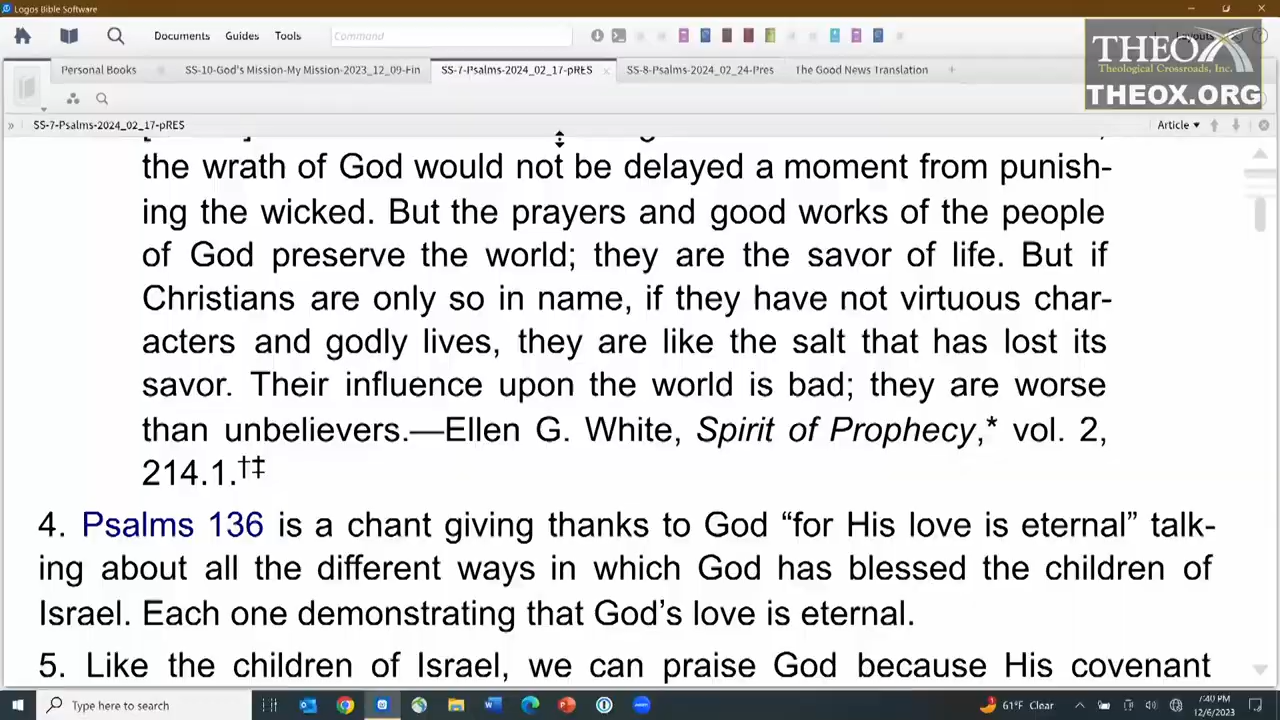 Logos Bible Software
Documents Guides Tools Command
THEOX
Theological Crossroads, Inc.
THEOX.ORG
Personal Books SS-10-God's Mission-My Mission-2023_12_09-Fin SS-7-Psalms-2024_02_17-pRES SS-8-Psalms-2024_02_24-Pres The Good News Translation
SS-7-Psalms-2024_02_17-pRES Article
the wrath of God would not be delayed a moment from punish-
ing the wicked. But the prayers and good works of the people
of God preserve the world; they are the savor of life. But if
Christians are only so in name, if they have not virtuous char-
acters and godly lives, they are like the salt that has lost its
savor. Their influence upon the world is bad; they are worse
than unbelievers.—Ellen G. White, Spirit of Prophecy,* vol. 2,
214.1.†‡
4. Psalms 136 is a chant giving thanks to God “for His love is eternal” talk-
ing about all the different ways in which God has blessed the children of
Israel. Each one demonstrating that God’s love is eternal.
5. Like the children of Israel, we can praise God because His covenant
Type here to search 61°F Clear 7:40 PM
12/6/2023